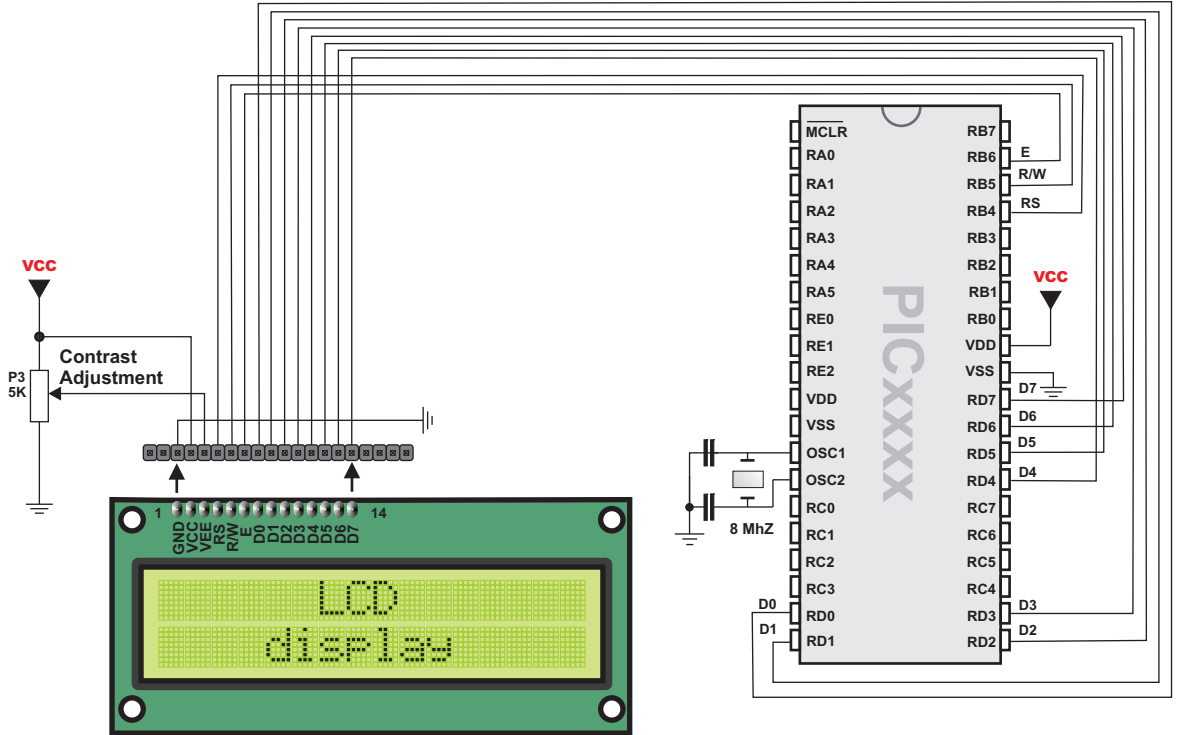 VCC
Contrast
Adjustment
P3
5K
1
14
GND
VCC
VEE
RS
R/W
E
D0
D1
D2
D3
D4
D5
D6
D7
LCD
display
PICxxxx
MCLR
RA0
RA1
RA2
RA3
RA4
RA5
RE0
RE1
RE2
VDD
VSS
OSC1
OSC2
RC0
RC1
RC2
RC3
D0 RD0
D1 RD1
8 MhZ
RB7
RB6 E
RB5 R/W
RB4 RS
RB3
RB2
RB1
RB0
VDD
VCC
VSS
RD7 D7
RD6 D6
RD5 D5
RD4 D4
RC7
RC6
RC5
RC4
RD3 D3
RD2 D2